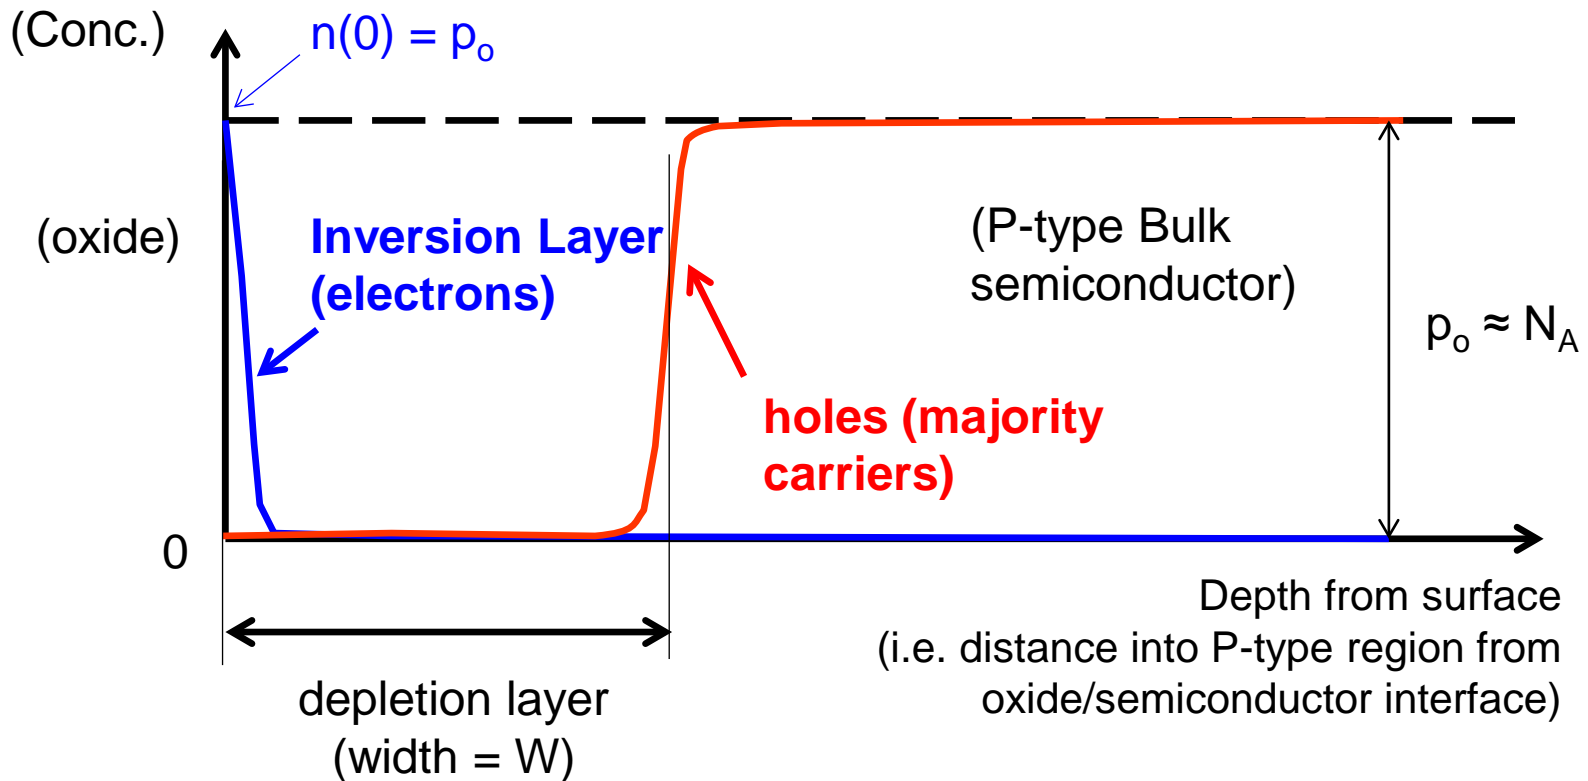 (Conc.)
n(0) = pₒ
(oxide)
Inversion Layer
(electrons)
(P-type Bulk
semiconductor)
pₒ ≈ N_A
holes (majority
carriers)
0
Depth from surface
(i.e. distance into P-type region from
oxide/semiconductor interface)
depletion layer
(width = W)